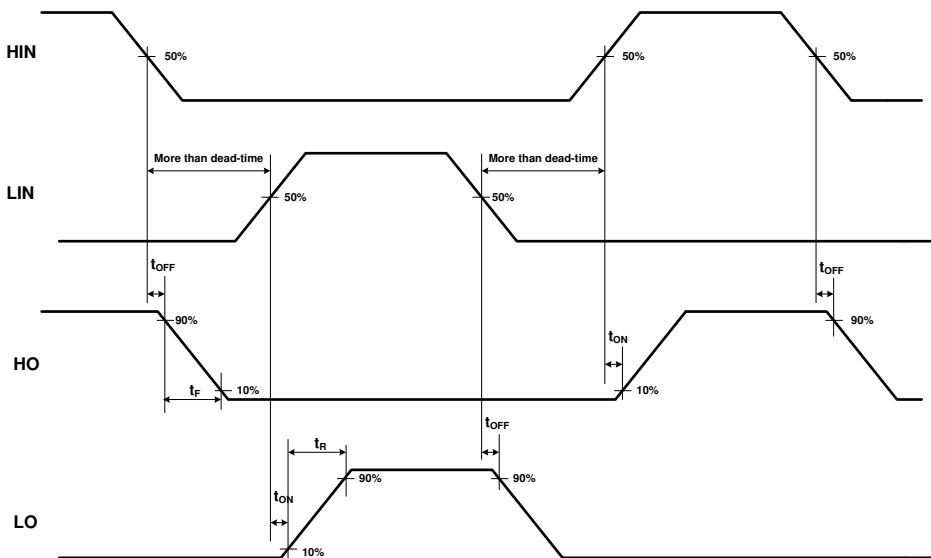 HIN
50%
50%
50%
More than dead-time
More than dead-time
LIN
50%
50%
tOFF
tOFF
90%
90%
tON
HO
tF
10%
10%
tR
tOFF
90%
90%
tON
LO
10%